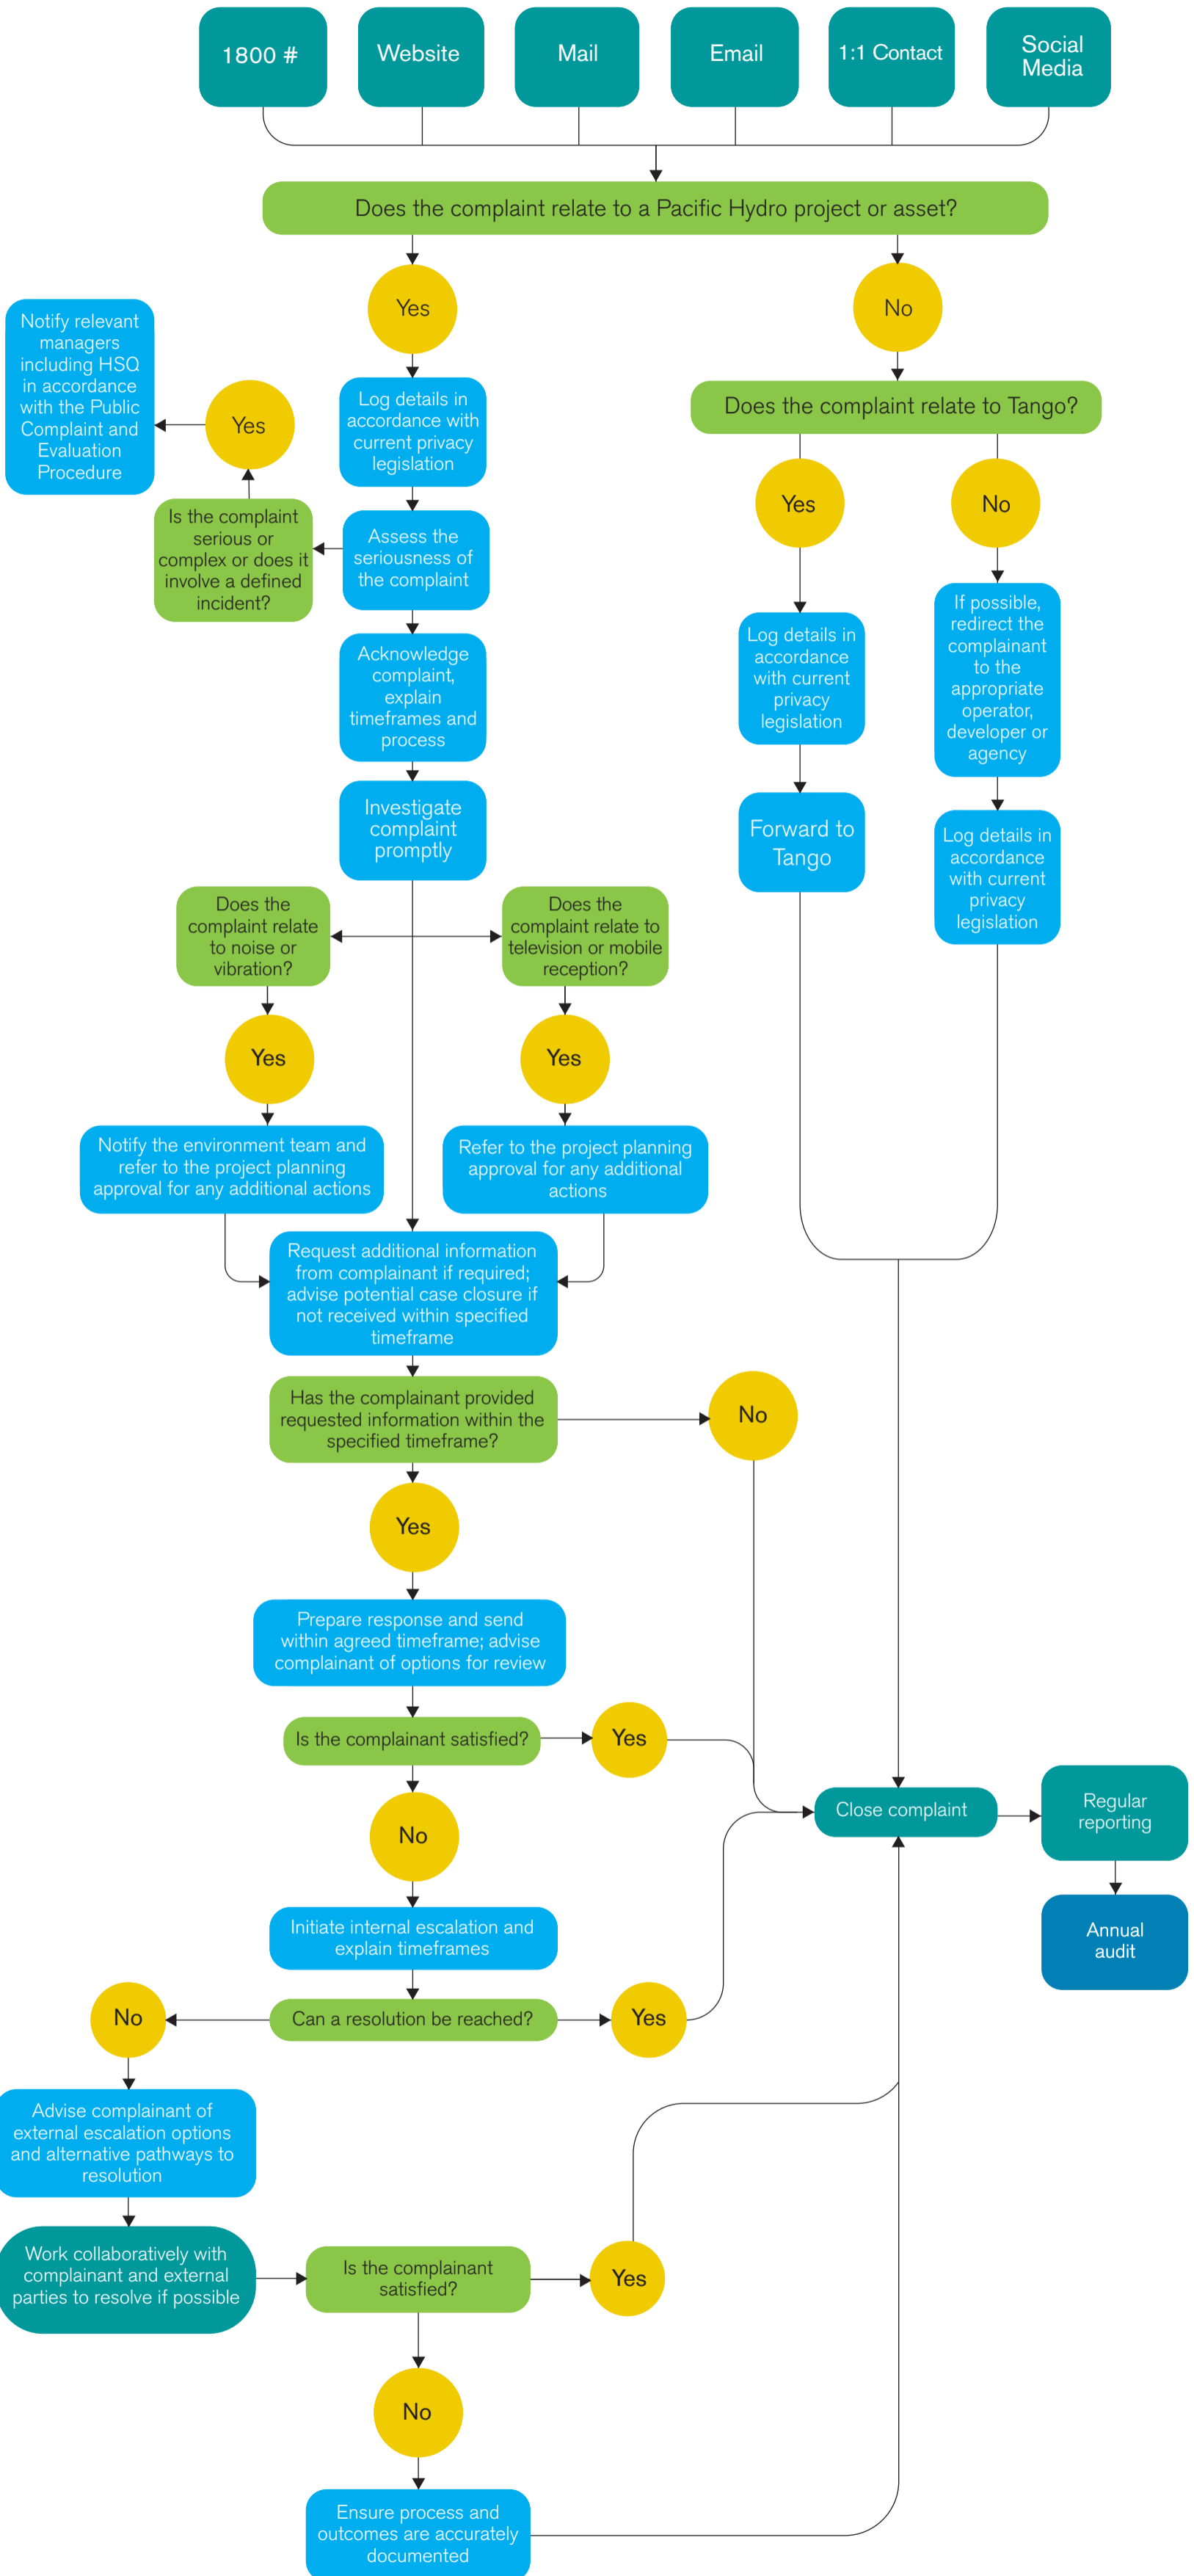 1800 #
Website
Mail
Email
1:1 Contact
Social
Media
Does the complaint relate to a Pacific Hydro project or asset?
Yes
No
Notify relevant
managers
including HSQ
in accordance
with the Public
Complaint and
Evaluation
Procedure
Yes
Log details in
accordance with
current privacy
legislation
Does the complaint relate to Tango?
Yes
No
Is the complaint
serious or
complex or does it
involve a defined
incident?
Assess the
seriousness of
the complaint
Acknowledge
complaint,
explain
timeframes and
process
Investigate
complaint
promptly
Log details in
accordance
with current
privacy
legislation
Forward to
Tango
If possible,
redirect the
complainant
to the
appropriate
operator,
developer or
agency
Log details in
accordance
with current
privacy
legislation
Does the
complaint relate
to noise or
vibration?
Does the
complaint relate to
television or mobile
reception?
Yes
Yes
Notify the environment team and
refer to the project planning
approval for any additional actions
Refer to the project planning
approval for any additional
actions
Request additional information
from complainant if required;
advise potential case closure if
not received within specified
timeframe
Has the complainant provided
requested information within the
specified timeframe?
No
Yes
Prepare response and send
within agreed timeframe; advise
complainant of options for review
Is the complainant satisfied?
Yes
No
Close complaint
Regular
reporting
Annual
audit
Initiate internal escalation and
explain timeframes
No
Can a resolution be reached?
Yes
Advise complainant of
external escalation options
and alternative pathways to
resolution
Work collaboratively with
complainant and external
parties to resolve if possible
Is the complainant
satisfied?
Yes
No
Ensure process and
outcomes are accurately
documented